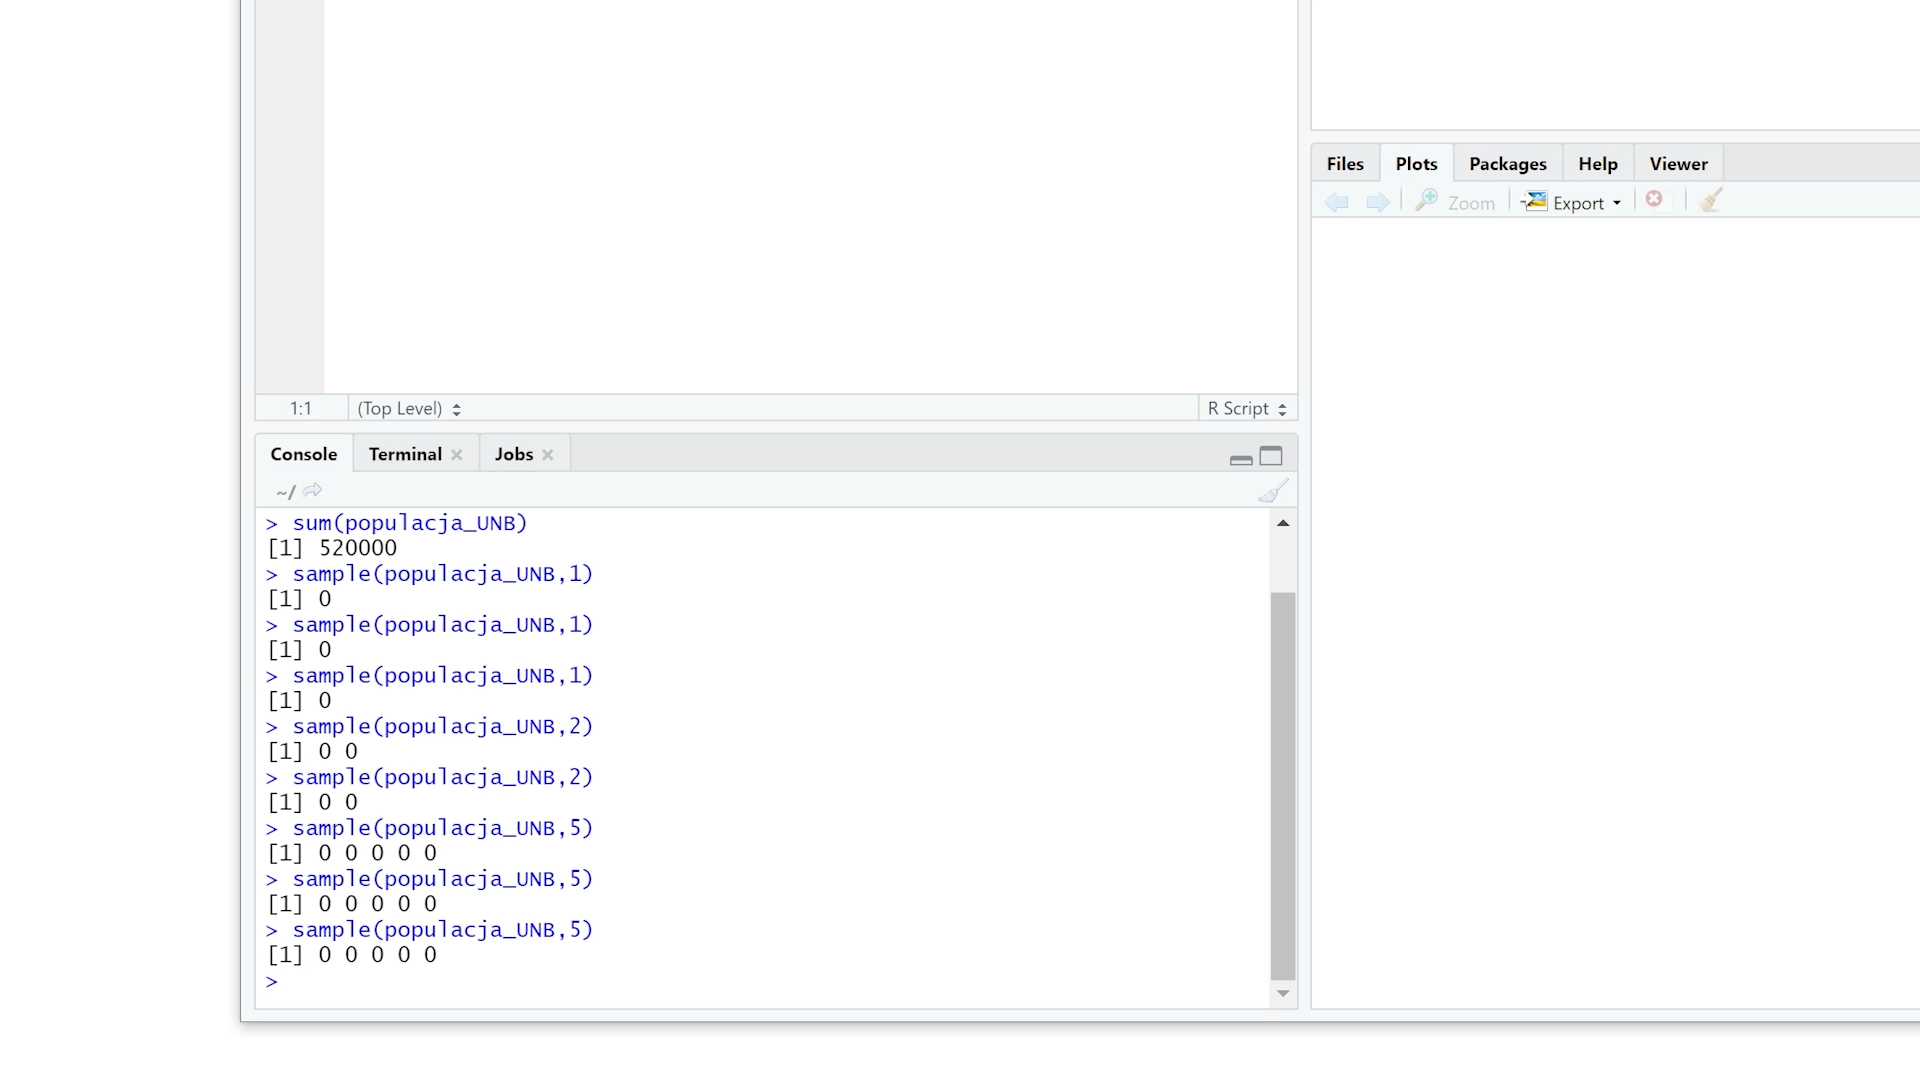 Files Plots Packages Help Viewer
Zoom Export
1:1 (Top Level) R Script
Console Terminal Jobs
~/
> sum(populacja_UNB)
[1] 520000
> sample(populacja_UNB,1)
[1] 0
> sample(populacja_UNB,1)
[1] 0
> sample(populacja_UNB,1)
[1] 0
> sample(populacja_UNB,2)
[1] 0 0
> sample(populacja_UNB,2)
[1] 0 0
> sample(populacja_UNB,5)
[1] 0 0 0 0 0
> sample(populacja_UNB,5)
[1] 0 0 0 0 0
> sample(populacja_UNB,5)
[1] 0 0 0 0 0
>